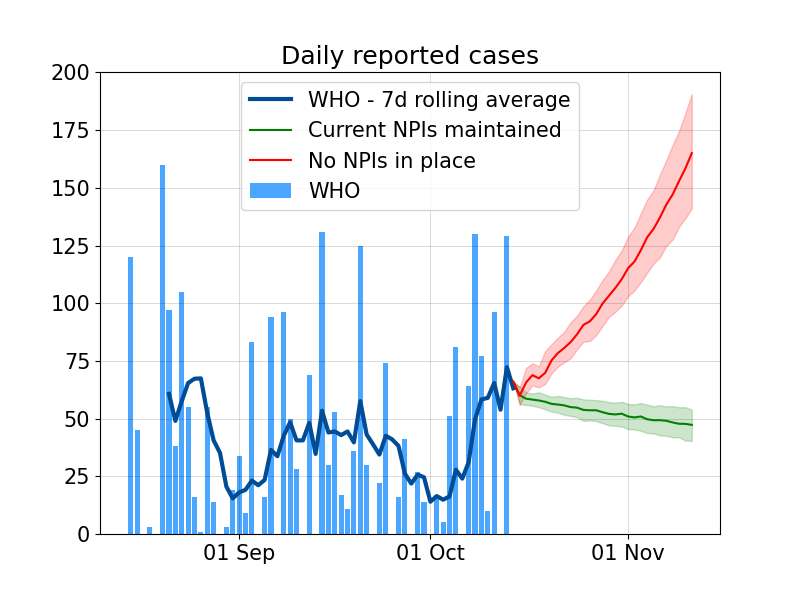 Daily reported cases
WHO - 7d rolling average
Current NPIs maintained
No NPIs in place
WHO
200
175
150
125
100
75
50
25
0
01 Sep
01 Oct
01 Nov